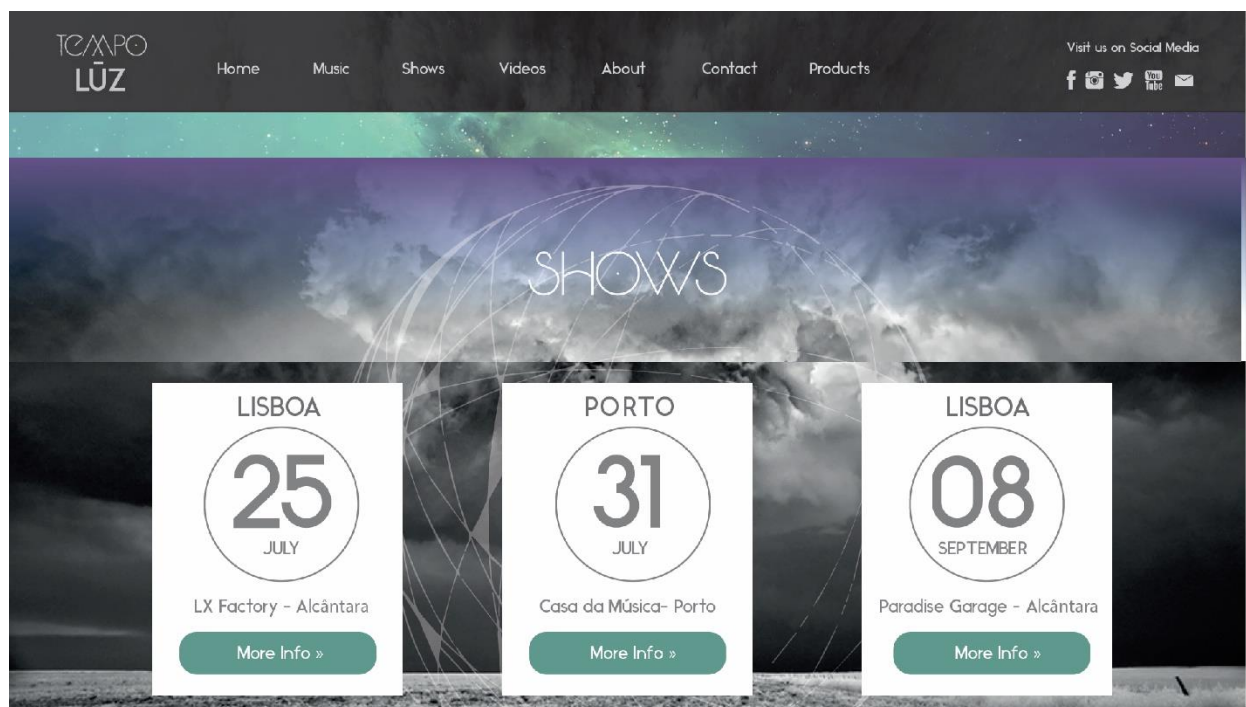 TEMPO
LŪZ
Home Music Shows Videos About Contact Products
Visit us on Social Media
f You Tube
SHOWS
LISBOA
25
JULY
LX Factory - Alcântara
More Info »
PORTO
31
JULY
Casa da Música- Porto
More Info »
LISBOA
08
SEPTEMBER
Paradise Garage - Alcântara
More Info »